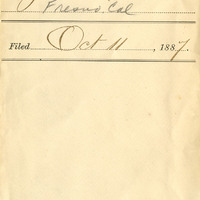 Fresno, Cal
Filed Oct 11, 1887.